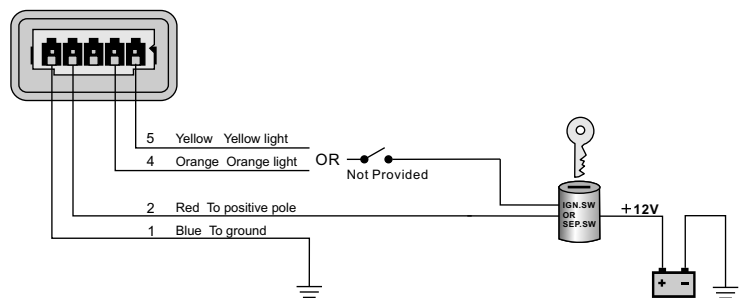 5 Yellow Yellow light
4 Orange Orange light
OR
Not Provided
2 Red To positive pole
1 Blue To ground
IGN.SW
OR
SEP.SW
+12V
+ -